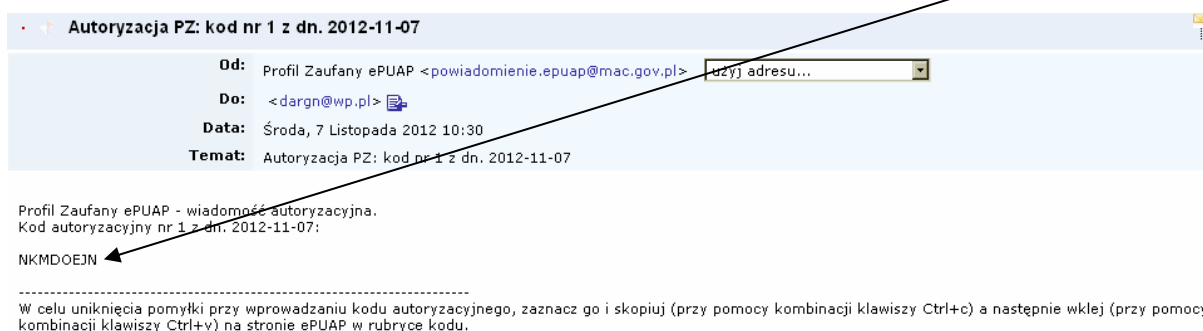 Autoryzacja PZ: kod nr 1 z dn. 2012-11-07
Od: Profil Zaufany ePUAP <powiadomienie.epuap@mac.gov.pl> użyj adresu...
Do: <dargn@wp.pl>
Data: Środa, 7 Listopada 2012 10:30
Temat: Autoryzacja PZ: kod nr 1 z dn. 2012-11-07
Profil Zaufany ePUAP - wiadomość autoryzacyjna.
Kod autoryzacyjny nr 1 z dn. 2012-11-07:
NKMDOEJN
---------------------------------------------------------------------------
W celu uniknięcia pomyłki przy wprowadzaniu kodu autoryzacyjnego, zaznacz go i skopiuj (przy pomocy kombinacji klawiszy Ctrl+c) a następnie wklej (przy pomocy
kombinacji klawiszy Ctrl+v) na stronie ePUAP w rubryce kodu.